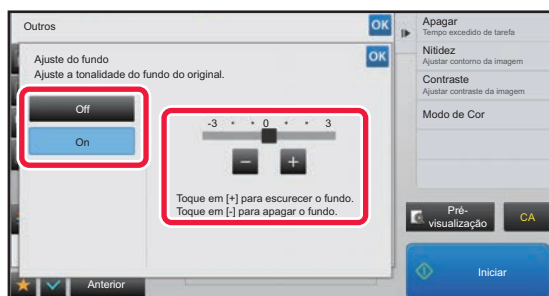 Outros
OK
Ajuste do fundo
Ajuste a tonalidade do fundo do original.
OK
Off
On
-3 • • 0 • • 3
− +
Toque em [+] para escurecer o fundo.
Toque em [-] para apagar o fundo.
Anterior
Apagar
Tempo excedido de tarefa
Nitidez
Ajustar contorno da imagem
Contraste
Ajustar contraste da imagem
Modo de Cor
Pré-
visualização
CA
Iniciar